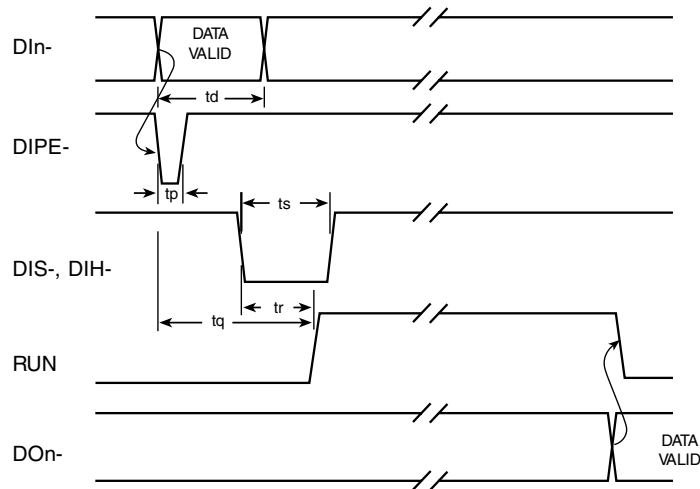 DIn-
DATA
VALID
td
DIPE-
tp
ts
DIS-, DIH-
tr
tq
RUN
DOn-
DATA
VALID